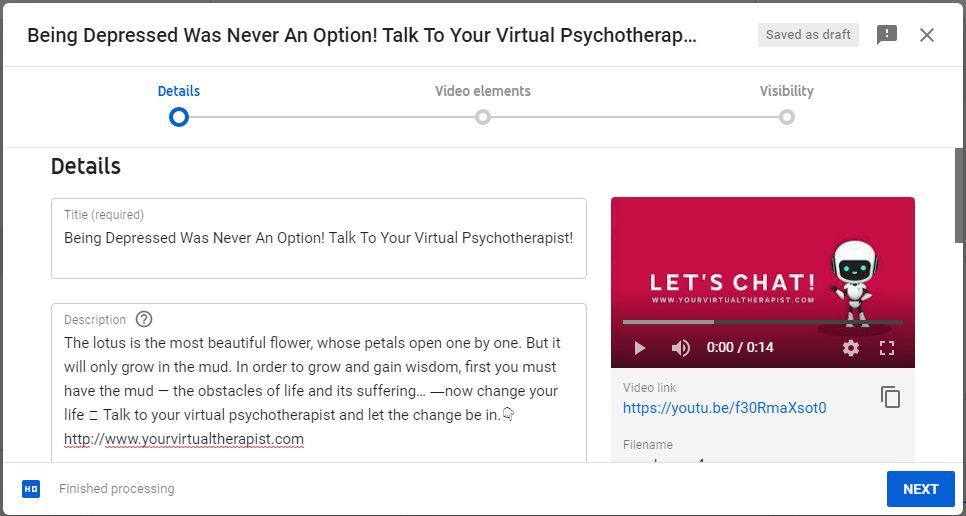 Being Depressed Was Never An Option! Talk To Your Virtual Psychotherap...
Saved as draft
Details
Video elements
Visibility
Details
Title (required)
Being Depressed Was Never An Option! Talk To Your Virtual Psychotherapist!
Description
The lotus is the most beautiful flower, whose petals open one by one. But it
will only grow in the mud. In order to grow and gain wisdom, first you must
have the mud — the obstacles of life and its suffering... —now change your
life □ Talk to your virtual psychotherapist and let the change be in.👇
http://www.yourvirtualtherapist.com
LET'S CHAT!
WWW.YOURVIRTUALTHERAPIST.COM
0:00 / 0:14
Video link
https://youtu.be/f30RmaXsot0
Filename
HD
Finished processing
NEXT